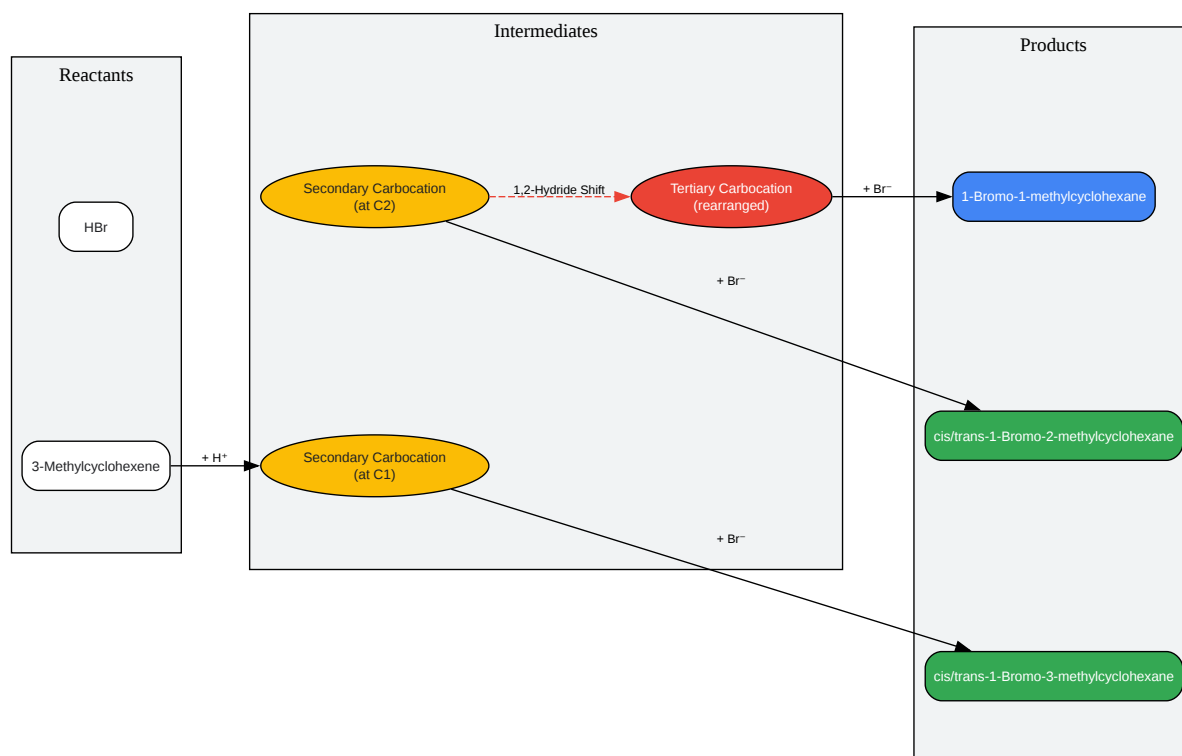 Reactants
HBr
3-Methylcyclohexene
+ H⁺
Intermediates
Secondary Carbocation
(at C2)
1,2-Hydride Shift
Tertiary Carbocation
(rearranged)
+ Br⁻
+ Br⁻
Secondary Carbocation
(at C1)
+ Br⁻
Products
1-Bromo-1-methylcyclohexane
cis/trans-1-Bromo-2-methylcyclohexane
cis/trans-1-Bromo-3-methylcyclohexane